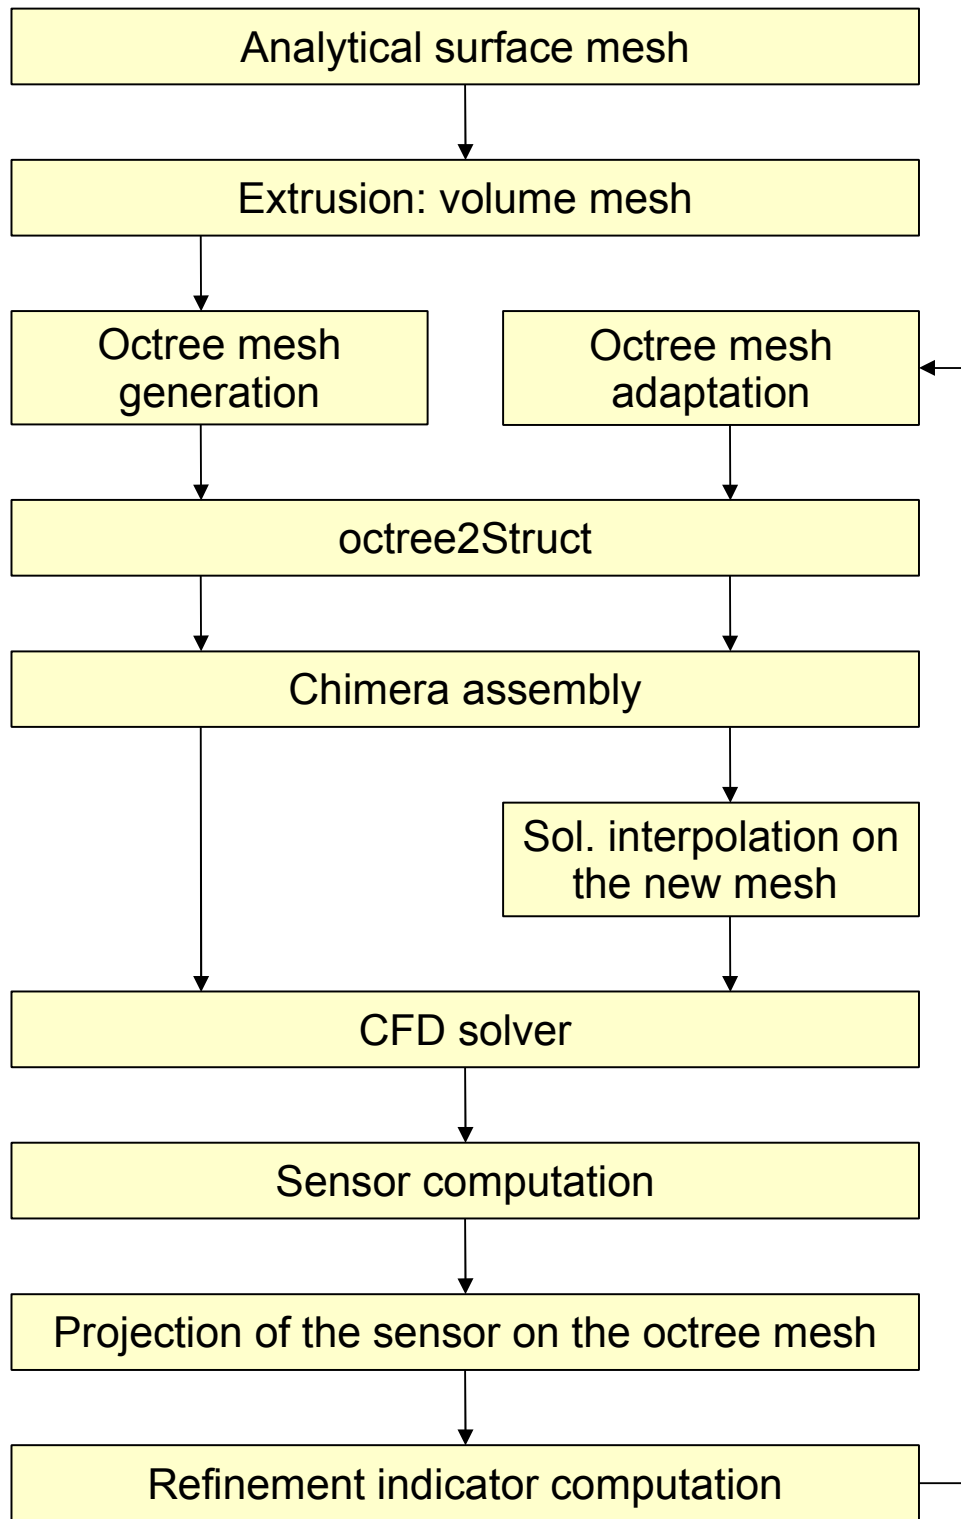 Analytical surface mesh
Extrusion: volume mesh
Octree mesh
generation
Octree mesh
adaptation
octree2Struct
Chimera assembly
Sol. interpolation on
the new mesh
CFD solver
Sensor computation
Projection of the sensor on the octree mesh
Refinement indicator computation